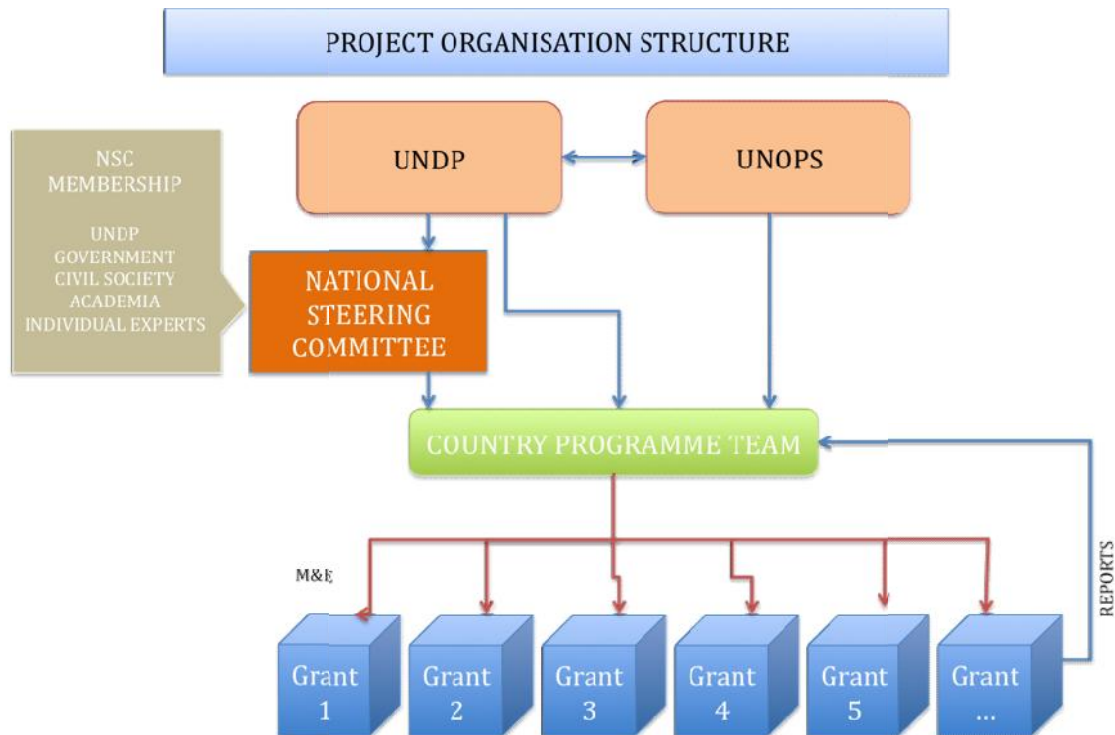 PROJECT ORGANISATION STRUCTURE
UNDP
UNOPS
NSC
MEMBERSHIP
UNDP
GOVERNMENT
CIVIL SOCIETY
ACADEMIA
INDIVIDUAL EXPERTS
NATIONAL
STEERING
COMMITTEE
COUNTRY PROGRAMME TEAM
M&E
REPORTS
Grant
1
Grant
2
Grant
3
Grant
4
Grant
5
Grant
...